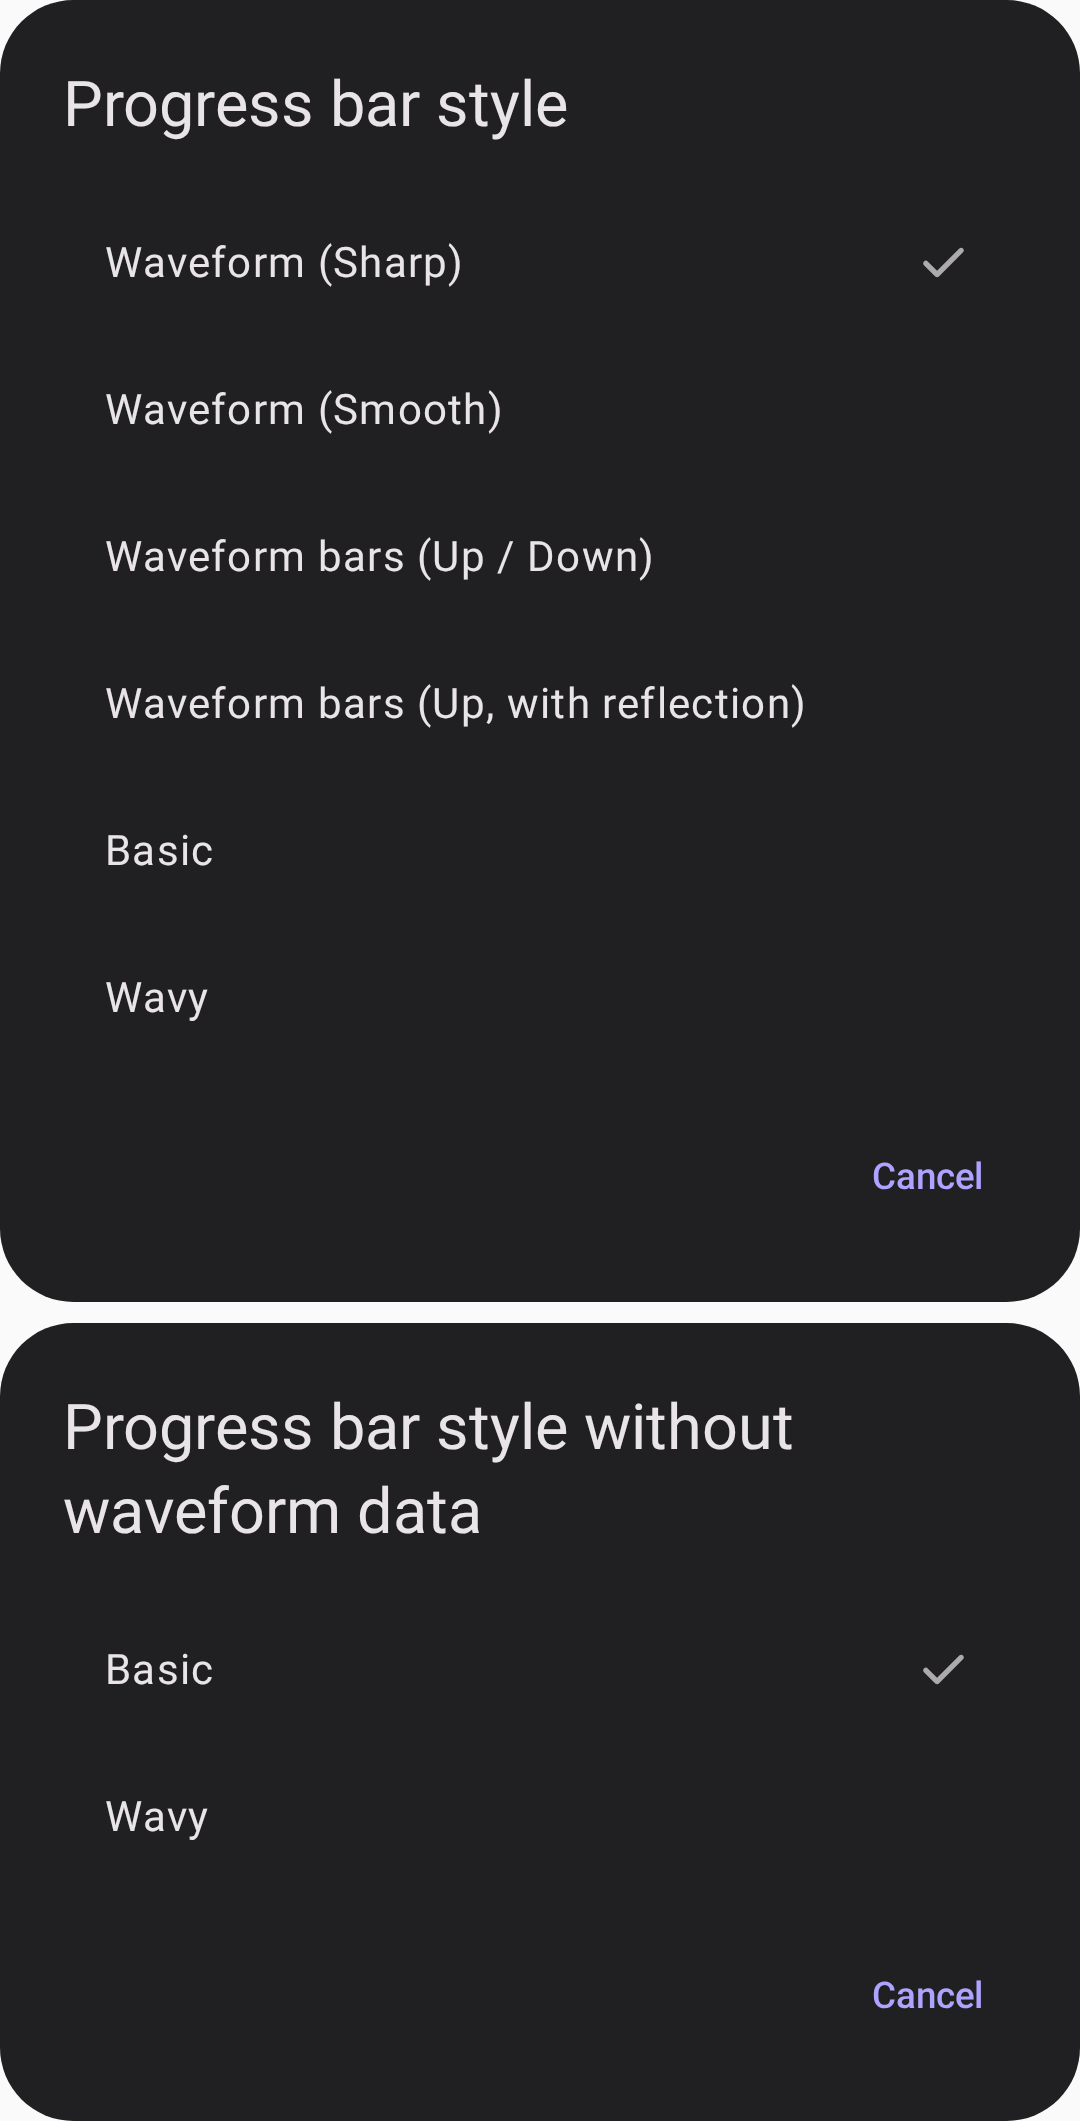 Progress bar style
Waveform (Sharp)
Waveform (Smooth)
Waveform bars (Up / Down)
Waveform bars (Up, with reflection)
Basic
Wavy
Cancel
Progress bar style without
waveform data
Basic
Wavy
Cancel